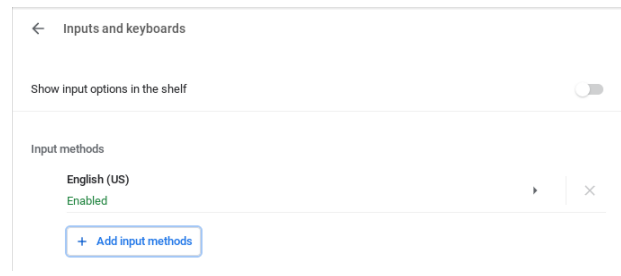 Inputs and keyboards
Show input options in the shelf
Input methods
English (US)
Enabled
+ Add input methods